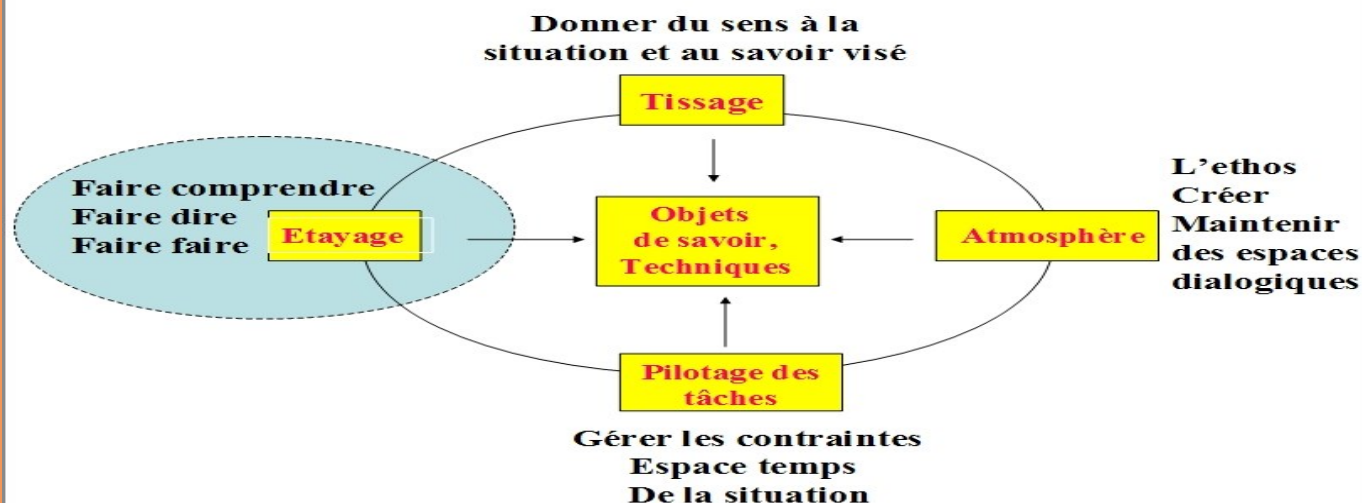 Donner du sens à la
situation et au savoir visé
Tissage
Faire comprendre
Faire dire
Faire faire
Etayage
Objets
de savoir,
Techniques
Atmosphère
L’ethos
Créer
Maintenir
des espaces
dialogiques
Pilotage des
tâches
Gérer les contraintes
Espace temps
De la situation